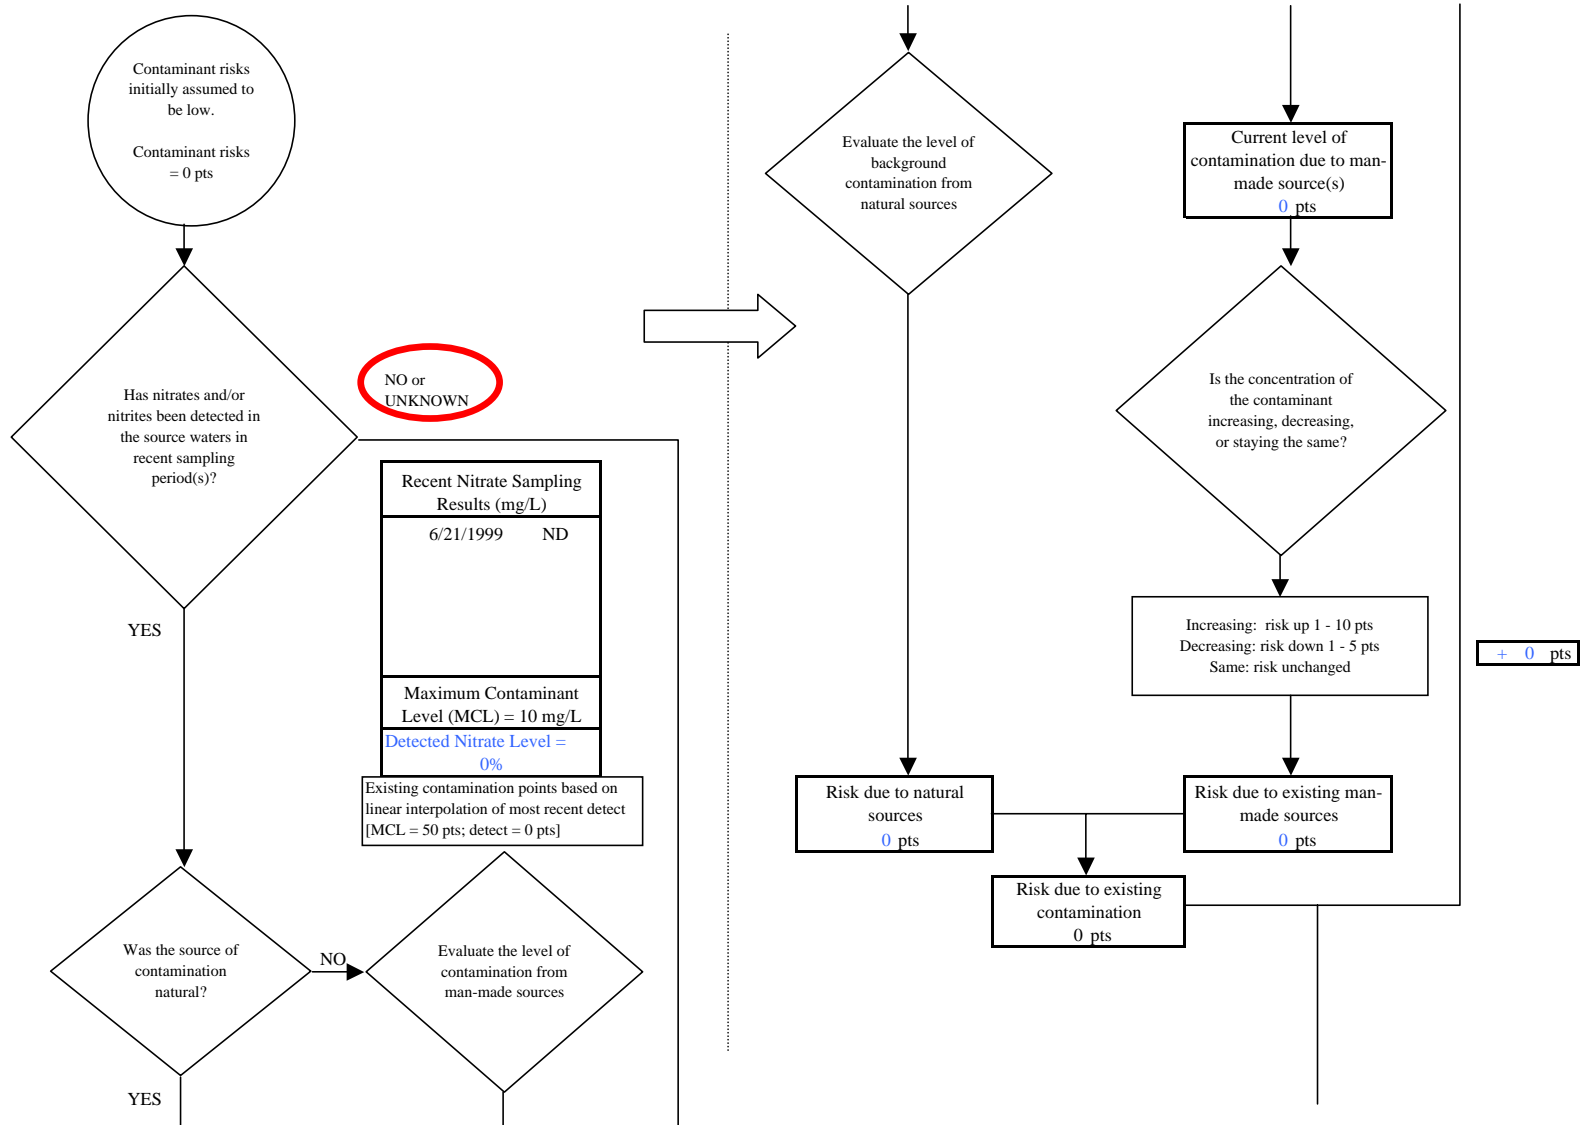 Contaminant risks
initially assumed to
be low.
Contaminant risks
= 0 pts
Has nitrates and/or
nitrites been detected in
the source waters in
recent sampling
period(s)?
NO or
UNKNOWN
YES
Recent Nitrate Sampling
Results (mg/L)
6/21/1999 ND
Maximum Contaminant
Level (MCL) = 10 mg/L
Detected Nitrate Level =
0%
Existing contamination points based on
linear interpolation of most recent detect
[MCL = 50 pts; detect = 0 pts]
Was the source of
contamination
natural?
NO
Evaluate the level of
contamination from
man-made sources
YES
Evaluate the level of
background
contamination from
natural sources
Current level of
contamination due to man-
made source(s)
0 pts
Is the concentration of
the contaminant
increasing, decreasing,
or staying the same?
Increasing: risk up 1 - 10 pts
Decreasing: risk down 1 - 5 pts
Same: risk unchanged
+ 0 pts
Risk due to natural
sources
0 pts
Risk due to existing man-
made sources
0 pts
Risk due to existing
contamination
0 pts